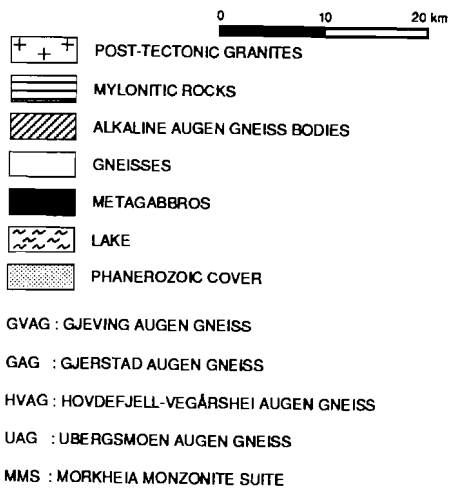 0 10 20 km
POST-TECTONIC GRANITES
MYLONITIC ROCKS
ALKALINE AUGEN GNEISS BODIES
GNEISSES
METAGABBROS
LAKE
PHANEROZOIC COVER
GVAG : GJEVING AUGEN GNEISS
GAG : GJERSTAD AUGEN GNEISS
HVAG : HOVDEFJELL-VEGÅRSHEI AUGEN GNEISS
UAG : UBERGSMOEN AUGEN GNEISS
MMS : MORKHEIA MONZONITE SUITE